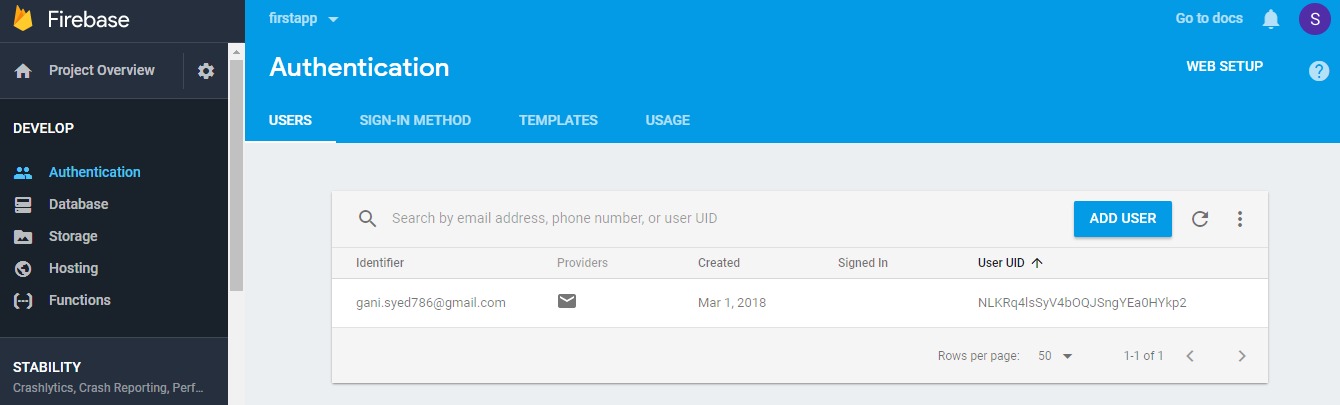 Firebase
firstapp
Go to docs
S
Project Overview
Authentication
WEB SETUP
?
DEVELOP
USERS SIGN-IN METHOD TEMPLATES USAGE
Authentication
Database
Storage
Hosting
Functions
STABILITY
Crashlytics, Crash Reporting, Perf...
Search by email address, phone number, or user UID
ADD USER
Identifier Providers Created Signed In User UID
gani.syed786@gmail.com Mar 1, 2018 NLKRq4lsSyV4bOQJSngYEa0HYkp2
Rows per page: 50 1-1 of 1